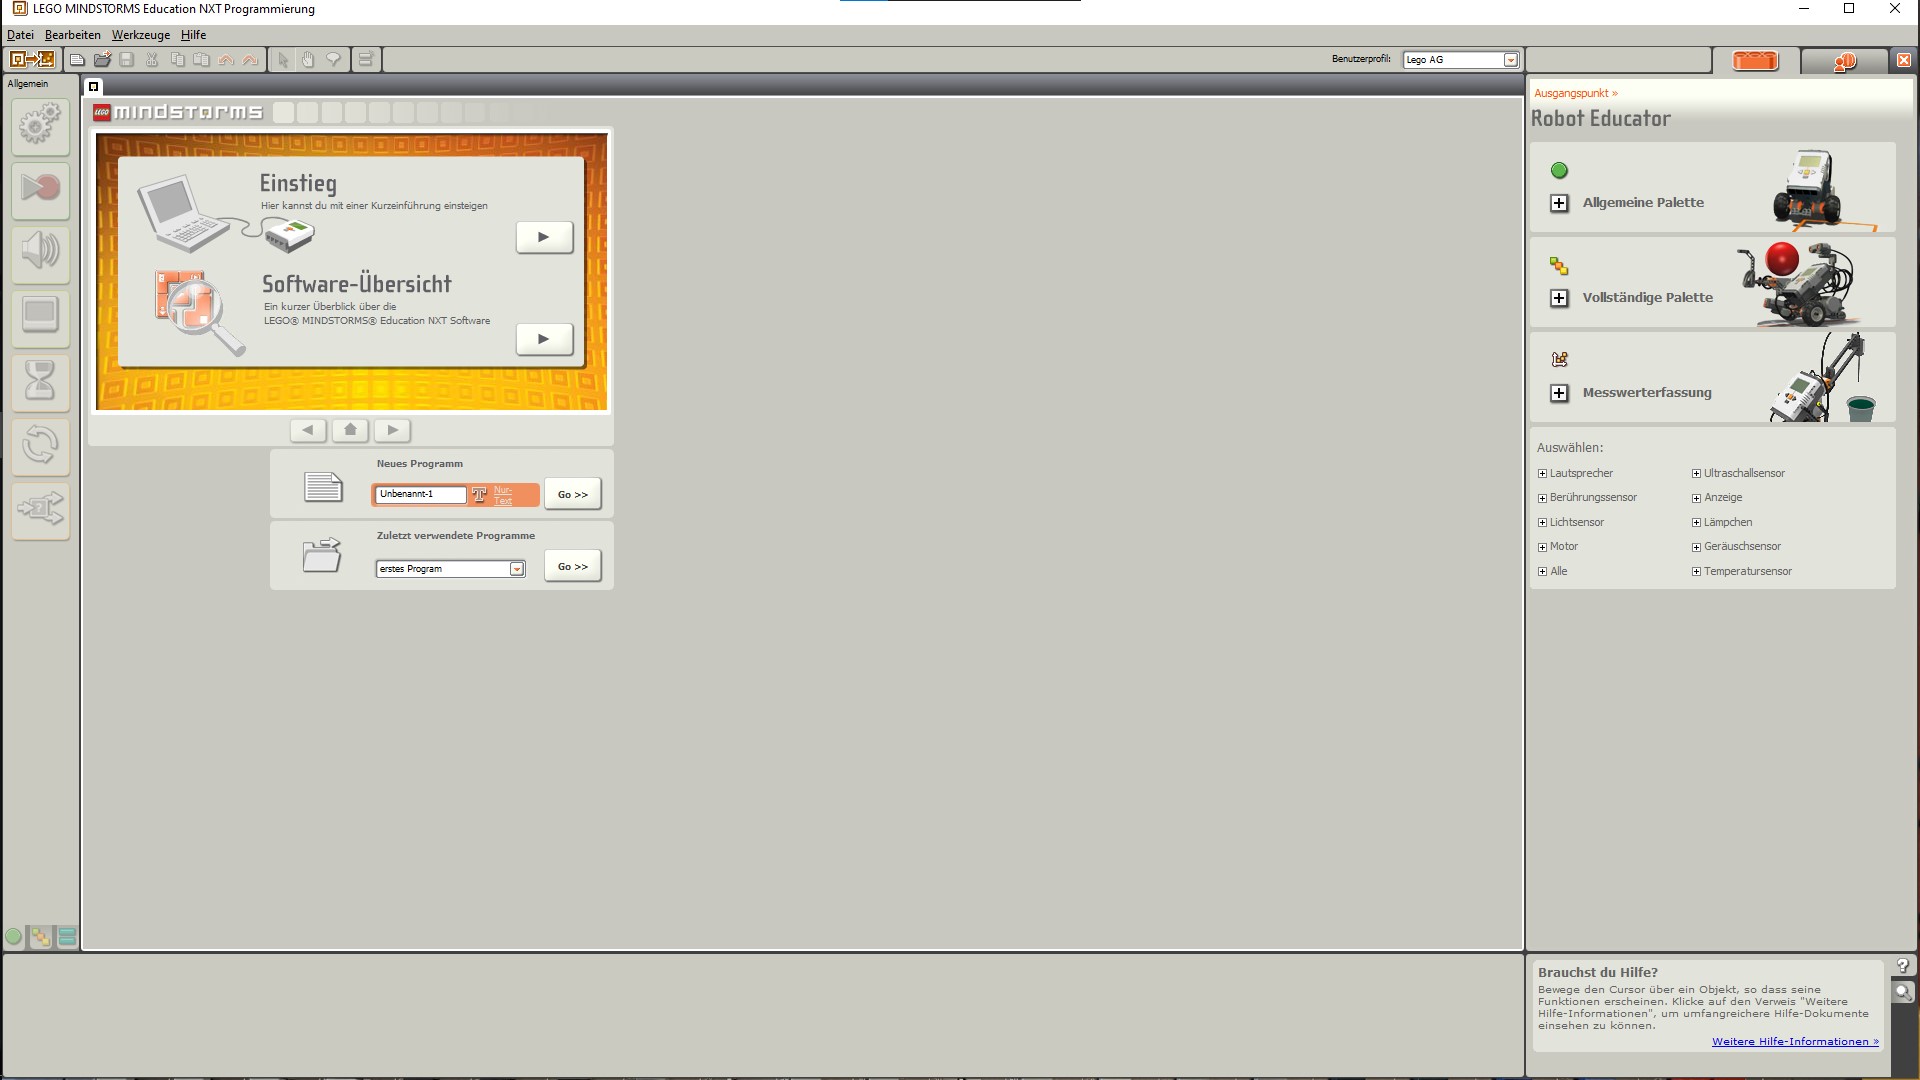 LEGO MINDSTORMS Education NXT Programmierung
Datei Bearbeiten Werkzeuge Hilfe
Benutzerprofil: Lego AG
Allgemein
LEGO mindstorms
Einstieg
Hier kannst du mit einer Kurzeinführung einsteigen
Software-Übersicht
Ein kurzer Überblick über die
LEGO® MINDSTORMS® Education NXT Software
Neues Programm
Unbenannt-1
Nur-
Text
Go >>
Zuletzt verwendete Programme
erstes Program
Go >>
Ausgangspunkt »
Robot Educator
Allgemeine Palette
Vollständige Palette
Messwerterfassung
Auswählen:
Lautsprecher Ultraschallsensor
Berührungssensor Anzeige
Lichtsensor Lämpchen
Motor Geräuschsensor
Alle Temperatursensor
Brauchst du Hilfe?
Bewege den Cursor über ein Objekt, so dass seine
Funktionen erscheinen. Klicke auf den Verweis "Weitere
Hilfe-Informationen", um umfangreichere Hilfe-Dokumente
einsehen zu können.
Weitere Hilfe-Informationen »